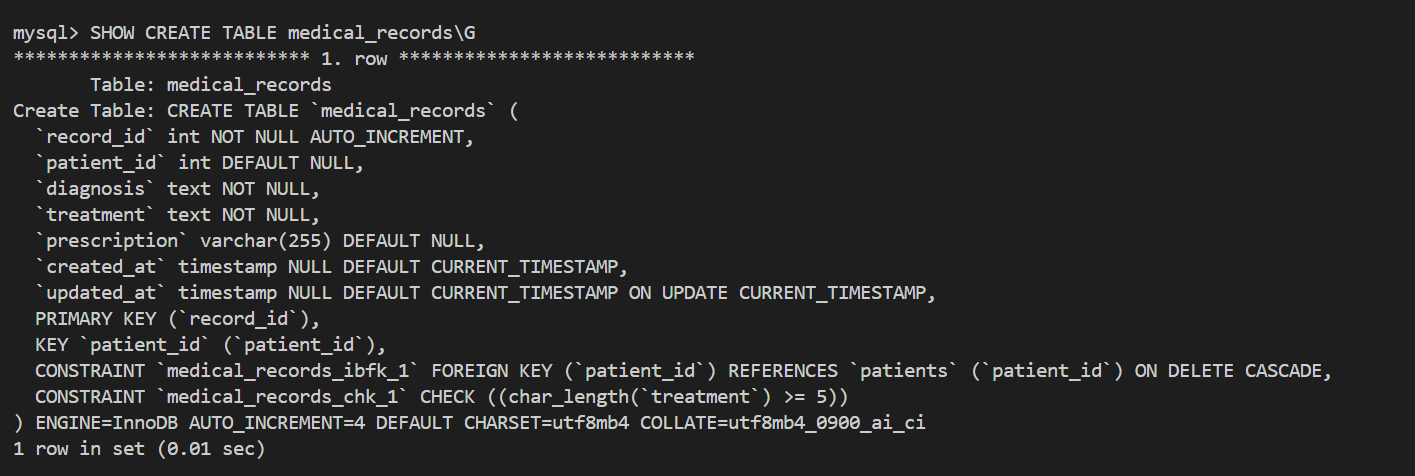 mysql> SHOW CREATE TABLE medical_records\G
*************************** 1. row ***************************
       Table: medical_records
Create Table: CREATE TABLE `medical_records` (
  `record_id` int NOT NULL AUTO_INCREMENT,
  `patient_id` int DEFAULT NULL,
  `diagnosis` text NOT NULL,
  `treatment` text NOT NULL,
  `prescription` varchar(255) DEFAULT NULL,
  `created_at` timestamp NULL DEFAULT CURRENT_TIMESTAMP,
  `updated_at` timestamp NULL DEFAULT CURRENT_TIMESTAMP ON UPDATE CURRENT_TIMESTAMP,
  PRIMARY KEY (`record_id`),
  KEY `patient_id` (`patient_id`),
  CONSTRAINT `medical_records_ibfk_1` FOREIGN KEY (`patient_id`) REFERENCES `patients` (`patient_id`) ON DELETE CASCADE,
  CONSTRAINT `medical_records_chk_1` CHECK ((char_length(`treatment`) >= 5))
) ENGINE=InnoDB AUTO_INCREMENT=4 DEFAULT CHARSET=utf8mb4 COLLATE=utf8mb4_0900_ai_ci
1 row in set (0.01 sec)